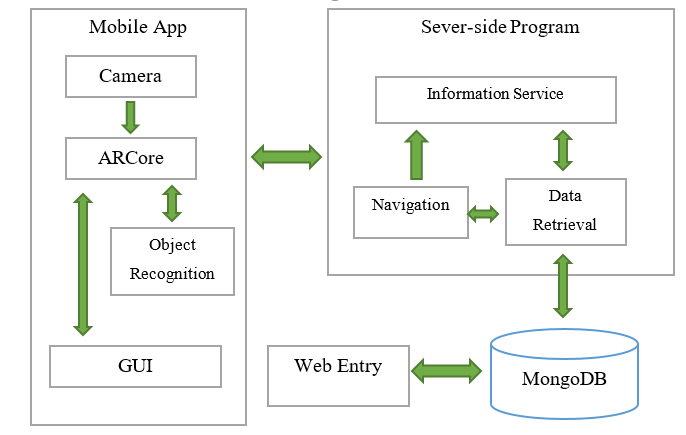 Mobile App
Camera
ARCore
Object
Recognition
GUI
Sever-side Program
Information Service
Navigation
Data
Retrieval
Web Entry
MongoDB